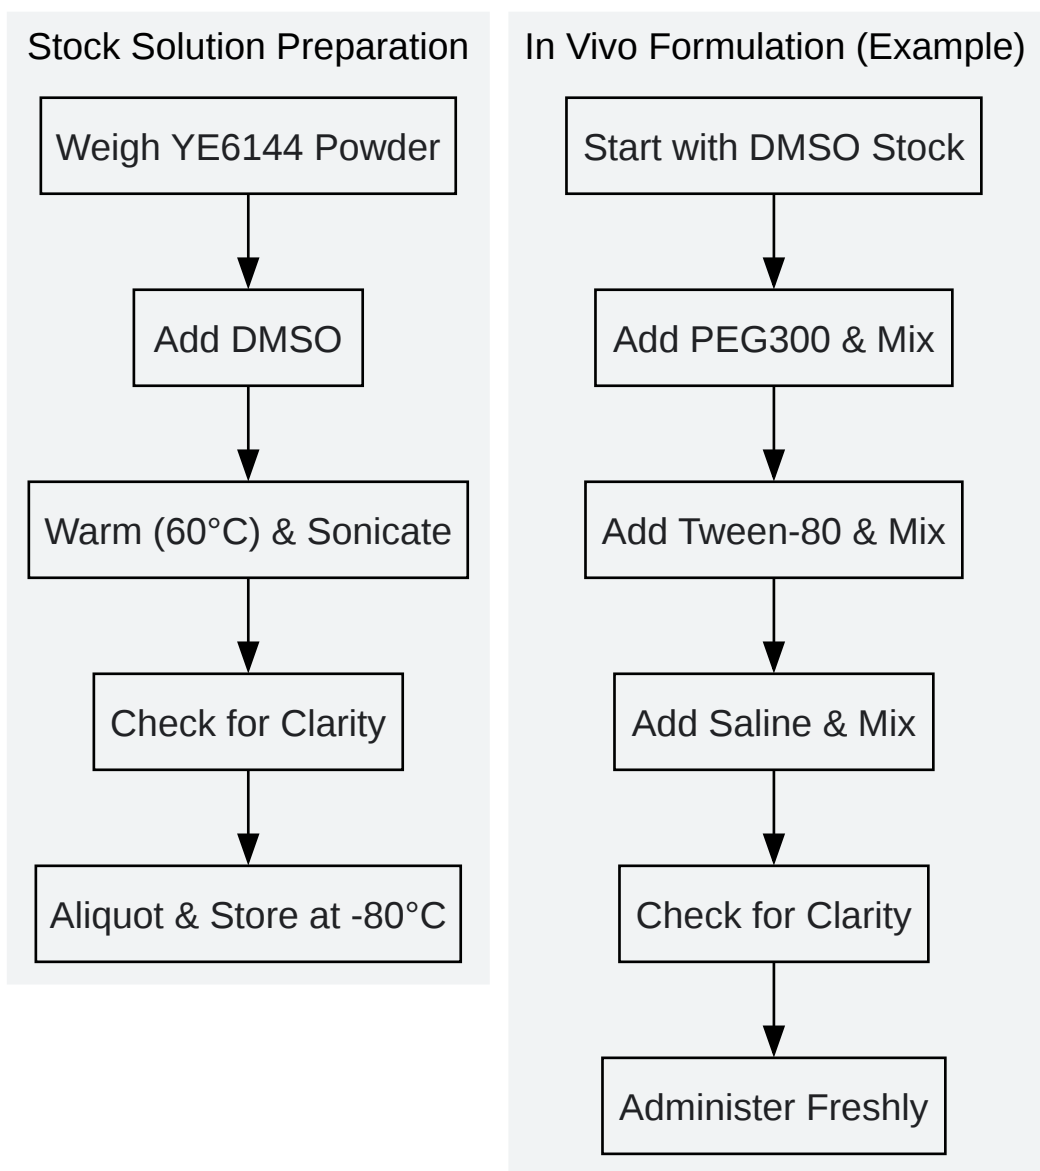 Stock Solution Preparation
Weigh YE6144 Powder
Add DMSO
Warm (60°C) & Sonicate
Check for Clarity
Aliquot & Store at -80°C
In Vivo Formulation (Example)
Start with DMSO Stock
Add PEG300 & Mix
Add Tween-80 & Mix
Add Saline & Mix
Check for Clarity
Administer Freshly